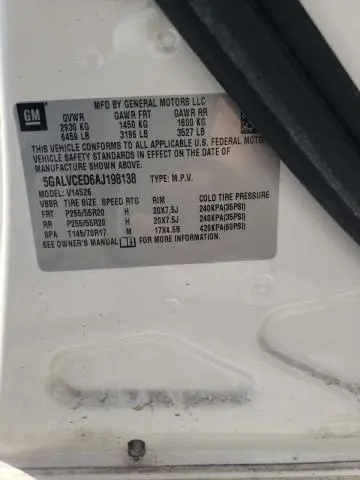 GM
MFD BY GENERAL MOTORS LLC
GVWR GAWR FRT GAWR RR
2930 KG 1450 KG 1600 KG
6459 LB 3196 LB 3527 LB
THIS VEHICLE CONFORMS TO ALL APPLICABLE U.S. FEDERAL MOTOR
VEHICLE SAFETY STANDARDS IN EFFECT ON THE DATE OF
MANUFACTURE SHOWN ABOVE.
5GALVCED6AJ198138 TYPE: M.P.V.
MODEL: V14526
TIRE SIZE SPEED RTG RIM COLD TIRE PRESSURE
FRT P255/55R20 H 20X7.5J 240KPA(35PSI)
RR P255/55R20 H 20X7.5J 240KPA(35PSI)
SPA T145/70R17 M 17X4.5B 420KPA(60PSI)
SEE OWNER'S MANUAL FOR ADDITIONAL INFORMATION.